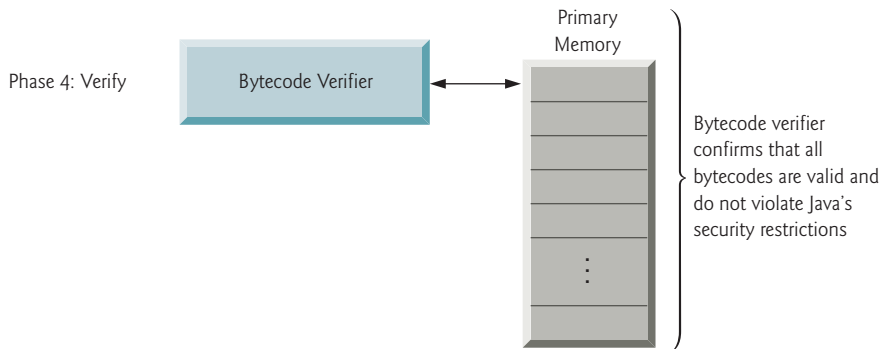 Phase 4: Verify
Bytecode Verifier
Primary
Memory
Bytecode verifier
confirms that all
bytecodes are valid and
do not violate Java’s
security restrictions